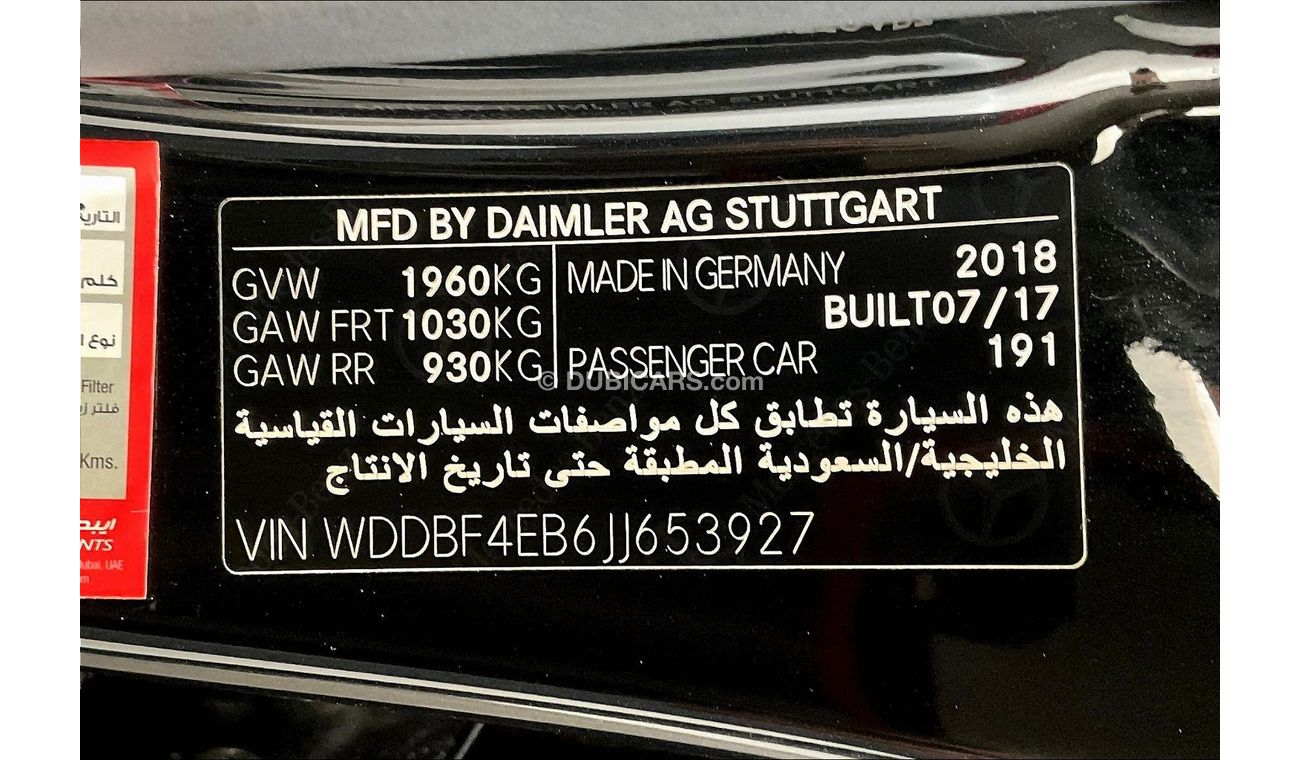 MFD BY DAIMLER AG STUTTGART
GVW 1960KG MADE IN GERMANY 2018
GAW FRT 1030KG BUILT07/17
GAW RR 930KG PASSENGER CAR 191
© DUBICARS.com
هذه السيارة تطابق كل مواصفات السيارات القياسية
الخليجية/السعودية المطبقة حتى تاريخ الانتاج
VIN WDDBF4EB6JJ653927
Filter
Kms.
UAE